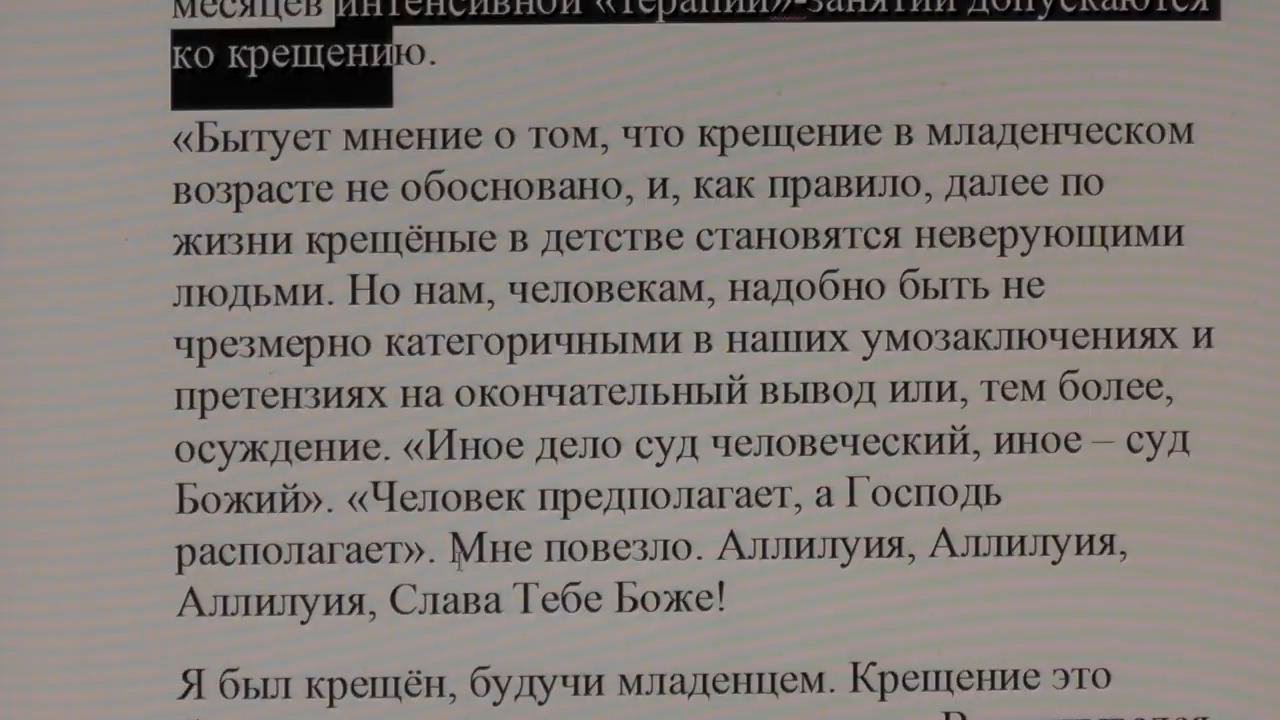 месяцев интенсивной «терапии»-занятий допускаются
ко крещению.
«Бытует мнение о том, что крещение в младенческом
возрасте не обосновано, и, как правило, далее по
жизни крещёные в детстве становятся неверующими
людьми. Но нам, человекам, надобно быть не
чрезмерно категоричными в наших умозаключениях и
претензиях на окончательный вывод или, тем более,
осуждение. «Иное дело суд человеческий, иное – суд
Божий». «Человек предполагает, а Господь
располагает». Мне повезло. Аллилуия, Аллилуия,
Аллилуия, Слава Тебе Боже!
Я был крещён, будучи младенцем. Крещение это